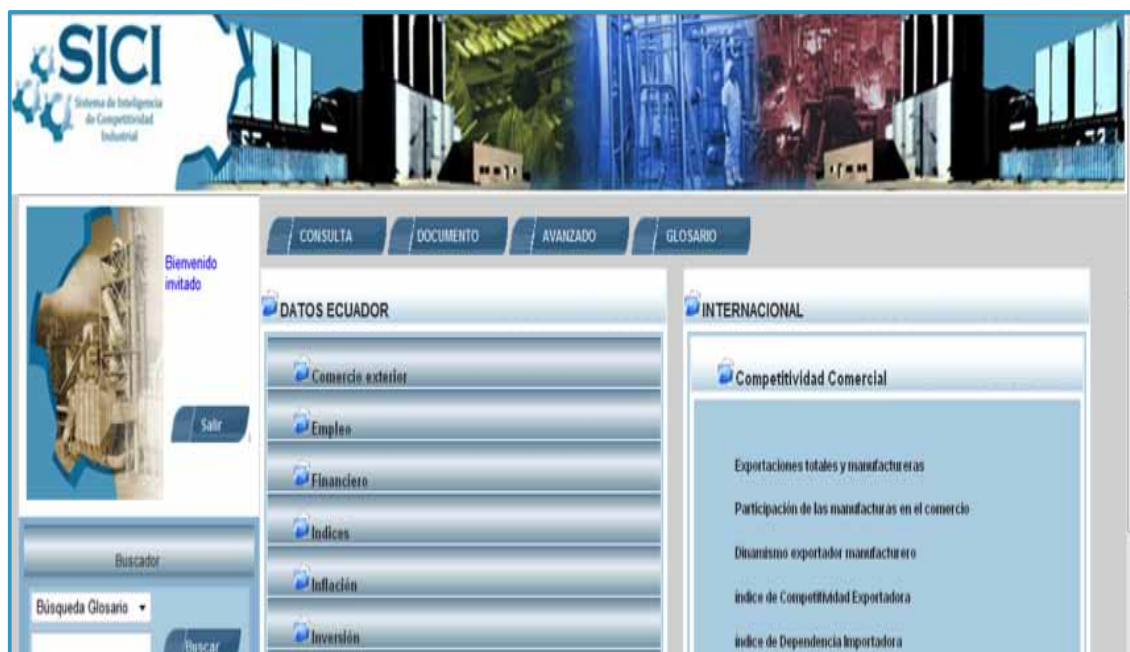 SICI
Sistema de Inteligencia
de Competitividad
Industrial
Bienvenido
invitado
Salir
Buscador
Búsqueda Glosario
Buscar
CONSULTA
DOCUMENTO
AVANZADO
GLOSARIO
DATOS ECUADOR
Comercio exterior
Empleo
Financiero
Indices
Inflación
Inversión
INTERNACIONAL
Competitividad Comercial
Exportaciones totales y manufactureras
Participación de las manufacturas en el comercio
Dinamismo exportador manufacturero
índice de Competitividad Exportadora
índice de Dependencia Importadora